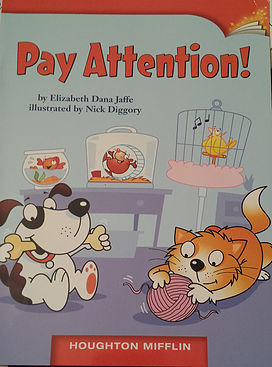 Pay Attention!
by Elizabeth Dana Jaffe
illustrated by Nick Diggory
HOUGHTON MIFFLIN